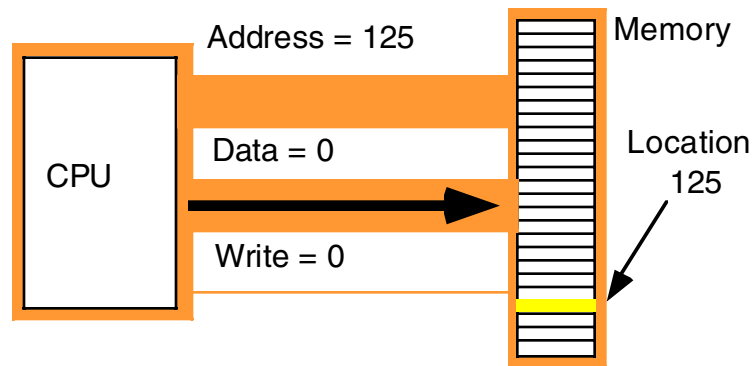 Address = 125
Memory
Data = 0
Location
125
CPU
Write = 0